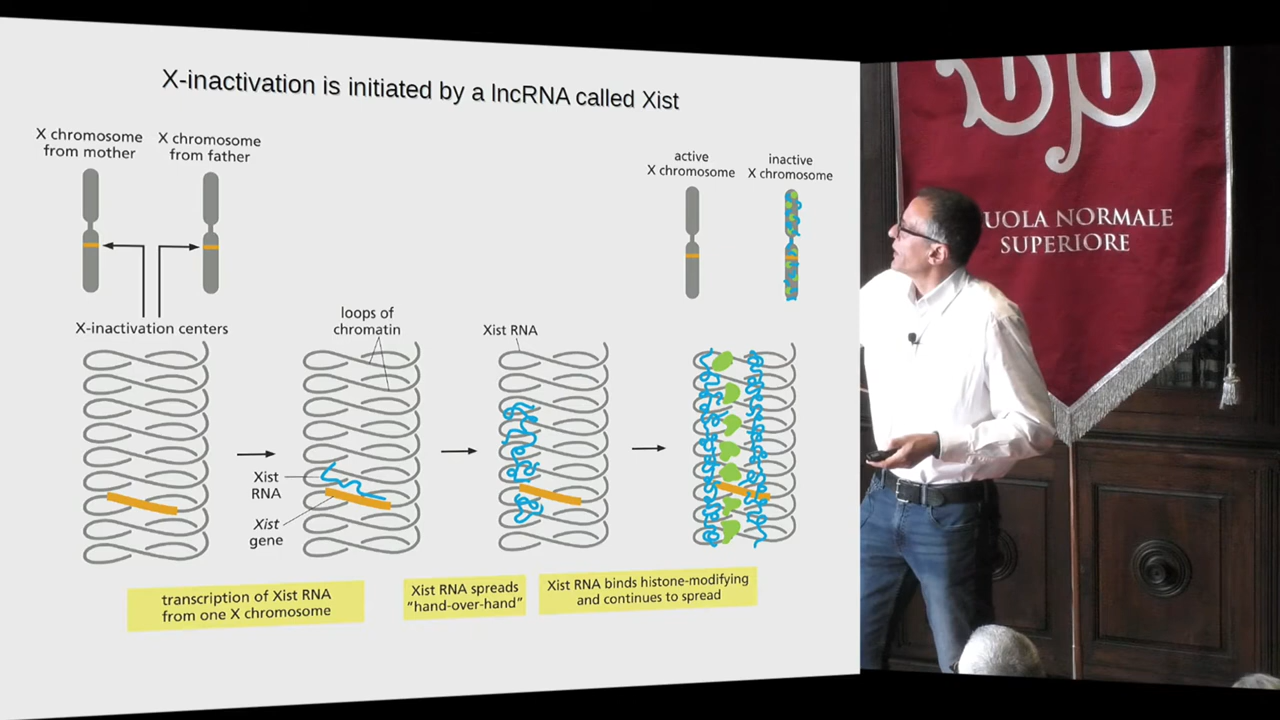 X-inactivation is initiated by a lncRNA called Xist
X chromosome
from mother
X chromosome
from father
active
X chromosome
inactive
X chromosome
X-inactivation centers
loops of
chromatin
Xist RNA
Xist
RNA
Xist
gene
transcription of Xist RNA
from one X chromosome
Xist RNA spreads
“hand-over-hand”
Xist RNA binds histone-modifying
and continues to spread
UOLA NORMALE
SUPERIORE